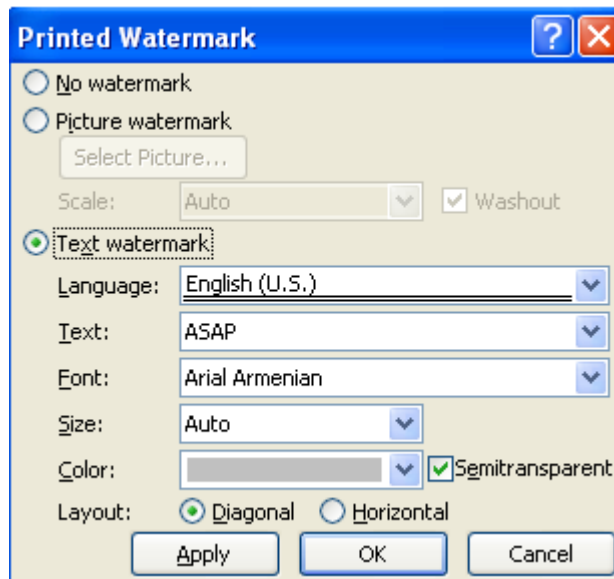 Printed Watermark
No watermark
Picture watermark
Select Picture...
Scale: Auto Washout
Text watermark
Language: English (U.S.)
Text: ASAP
Font: Arial Armenian
Size: Auto
Color: Semitransparent
Layout: Diagonal Horizontal
Apply OK Cancel